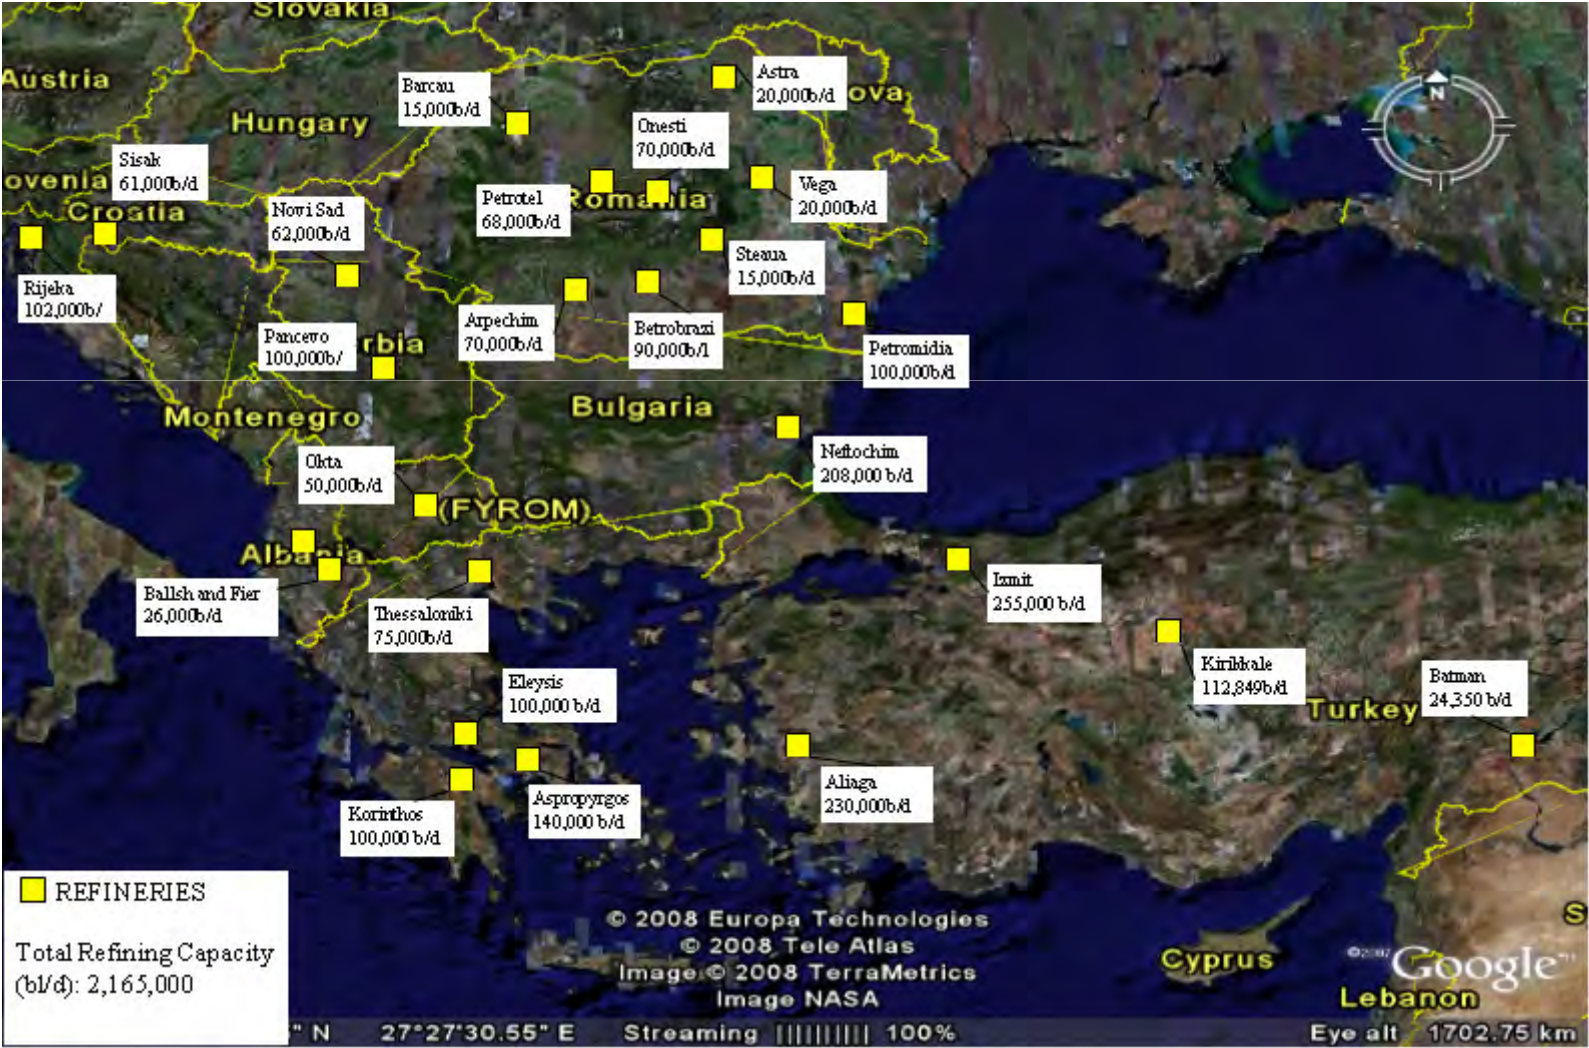 Slovakia
Austria
Hungary
Barcau
15,000b/d
Astra
20,000b/d
ova
Onesti
70,000b/d
N
Sisak
61,000b/d
ovenia
Croatia
Novi Sad
62,000b/d
Petrotel
68,000b/d
Romania
Vega
20,000b/d
Steaua
15,000b/d
Rijeka
102,000b/
Pancevo
100,000b/
rbia
Arpechim
70,000b/d
Betrobrazi
90,000b/l
Petromidia
100,000b/d
Montenegro
Bulgaria
Neftochim
208,000 b/d
Okta
50,000b/d
(FYROM)
Albania
Ballsh and Fier
26,000b/d
Thessaloniki
75,000b/d
Izmit
255,000 b/d
Kirikkale
112,849b/d
Turkey
Batman
24,350 b/d
Eleysis
100,000 b/d
Aliaga
230,000b/d
Korinthos
100,000 b/d
Aspropyrgos
140,000 b/d
REFINERIES
Total Refining Capacity
(bl/d): 2,165,000
© 2008 Europa Technologies
© 2008 Tele Atlas
Image © 2008 TerraMetrics
Image NASA
Cyprus
S
©2007 Google™
Lebanon
" N 27°27'30.55" E Streaming |||||||||| 100% Eye alt 1702.75 km